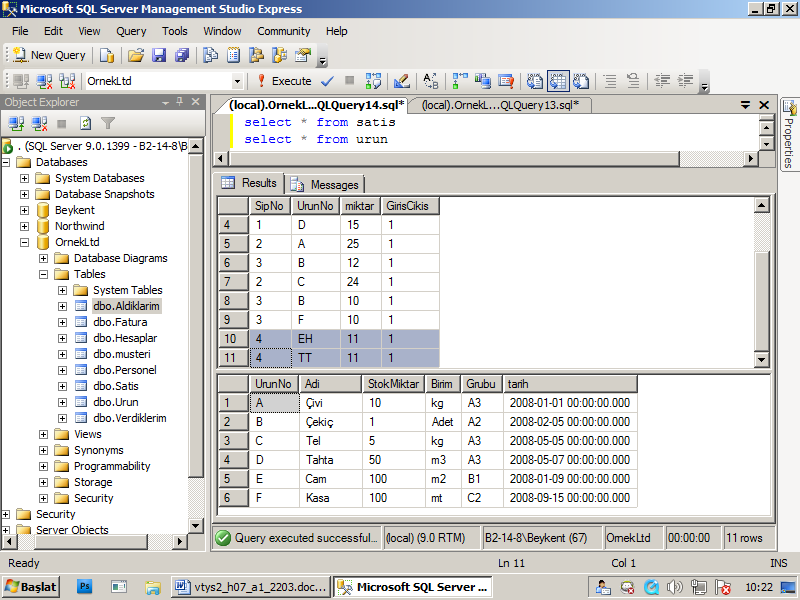 Microsoft SQL Server Management Studio Express
File Edit View Query Tools Window Community Help
New Query
OrnekLtd Execute
Object Explorer
(local).OrnekL...QLQuery14.sql* (local).OrnekL...QLQuery13.sql*
select * from satis
select * from urun
Properties
. (SQL Server 9.0.1399 - B2-14-8\B
Databases
System Databases
Database Snapshots
Beykent
Northwind
OrnekLtd
Database Diagrams
Tables
System Tables
dbo.Aldiklarim
dbo.Fatura
dbo.Hesaplar
dbo.musteri
dbo.Personel
dbo.Satis
dbo.Urun
dbo.Verdiklerim
Views
Synonyms
Programmability
Storage
Security
Security
Server Objects
Results Messages
SipNo UrunNo miktar GirisCikis
4 1 D 15 1
5 2 A 25 1
6 3 B 12 1
7 2 C 24 1
8 3 B 10 1
9 3 F 10 1
10 4 EH 11 1
11 4 TT 11 1
UrunNo Adi StokMiktar Birim Grubu tarih
1 A Çivi 10 kg A3 2008-01-01 00:00:00.000
2 B Çekiç 1 Adet A2 2008-02-05 00:00:00.000
3 C Tel 5 kg A3 2008-05-05 00:00:00.000
4 D Tahta 50 m3 A3 2008-05-07 00:00:00.000
5 E Cam 100 m2 B1 2008-01-09 00:00:00.000
6 F Kasa 100 mt C2 2008-09-15 00:00:00.000
Query executed successful... (local) (9.0 RTM) B2-14-8\Beykent (67) OrnekLtd 00:00:00 11 rows
Ready Ln 11 Col 1 INS
Başlat Ps vtys2_h07_a1_2203.doc... Microsoft SQL Server ... 10:22